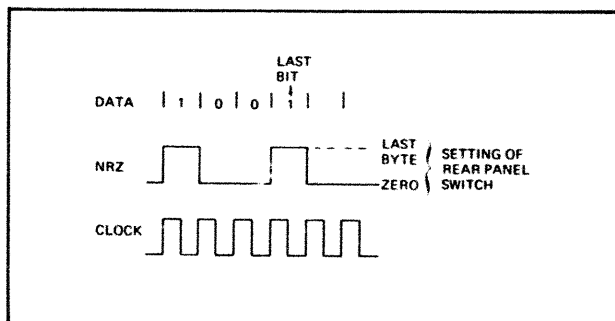 LAST
BIT
DATA 1 0 0 1
NRZ
LAST
BYTE
ZERO
SETTING OF
REAR PANEL
SWITCH
CLOCK